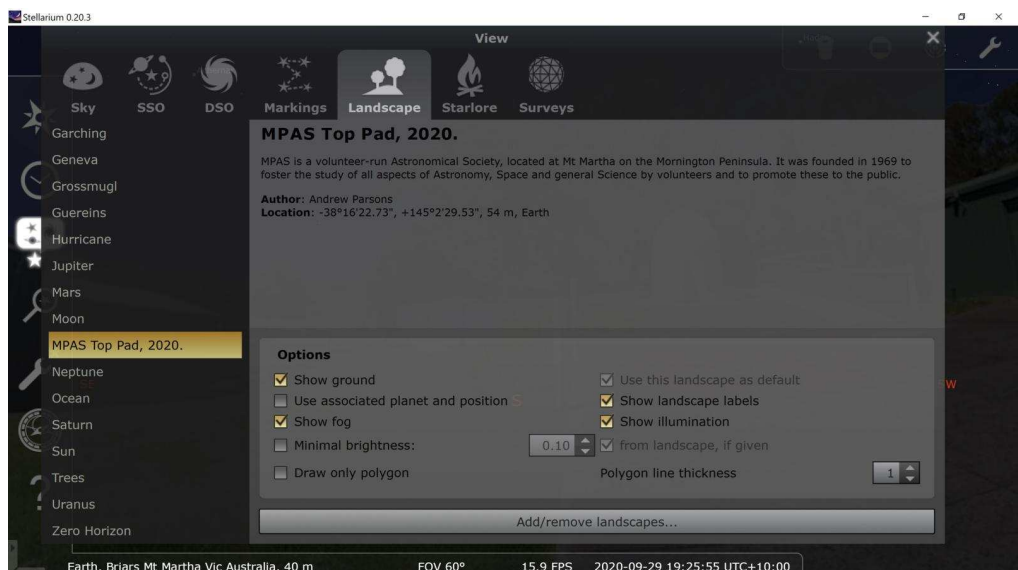 Stellarium 0.20.3
View
Sky SSO DSO Markings Landscape Starlore Surveys
Garching
Geneva
Grossmugl
Guereins
Hurricane
Jupiter
Mars
Moon
MPAS Top Pad, 2020.
Neptune
Ocean
Saturn
Sun
Trees
Uranus
Zero Horizon
MPAS Top Pad, 2020.
MPAS is a volunteer-run Astronomical Society, located at Mt Martha on the Mornington Peninsula. It was founded in 1969 to
foster the study of all aspects of Astronomy, Space and general Science by volunteers and to promote these to the public.
Author: Andrew Parsons
Location: -38°16'22.73", +145°2'29.53", 54 m, Earth
Options
Show ground
Use this landscape as default
Use associated planet and position
S
Show landscape labels
Show fog
Show illumination
Minimal brightness: 0.10
from landscape, if given
Draw only polygon
Polygon line thickness 1
Add/remove landscapes...
SE
W
Earth, Briars Mt Martha Vic Australia, 40 m FOV 60° 15.9 FPS 2020-09-29 19:25:55 UTC+10:00